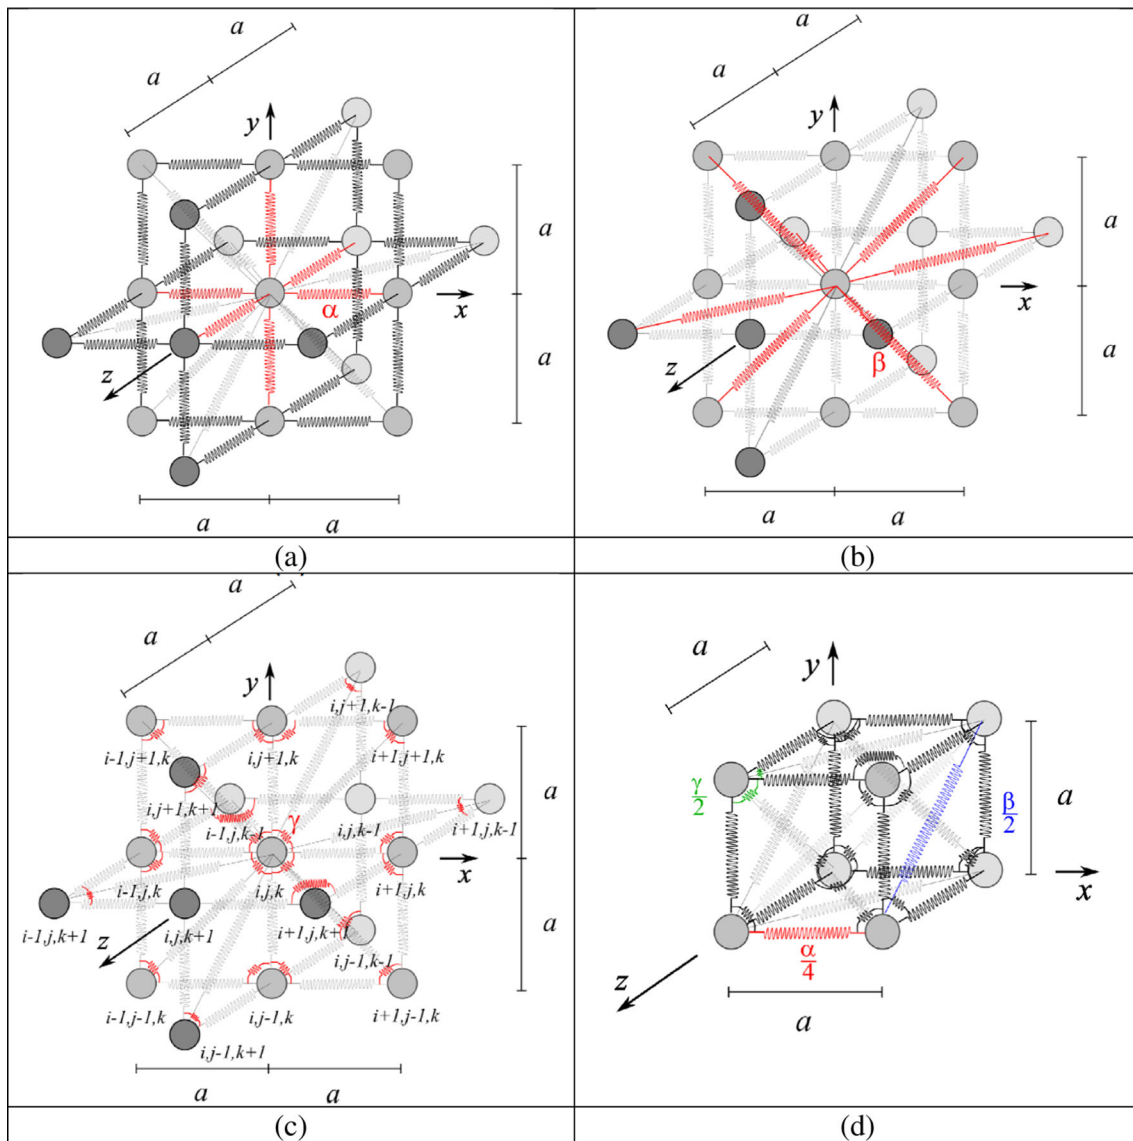 a
a
y
a
α
x
z
a
a
a
(a)
a
a
y
a
x
z
β
a
a
a
(b)
a
a
y
i,j+1,k-1
i-1,j+1,k
i,j+1,k
i+1,j+1,k
i,j+1,k+1
a
i-1,j,k-1
γ
i,j,k-1
i+1,j,k-1
x
i-1,j,k
i,j,k
i+1,j,k
i-1,j,k+1
z
i,j,k+1
i+1,j,k+1
a
i,j-1,k-1
i-1,j-1,k
i,j-1,k
i+1,j-1,k
i,j-1,k+1
a
a
(c)
a
y
γ/2
β/2
a
x
z
α/4
a
(d)